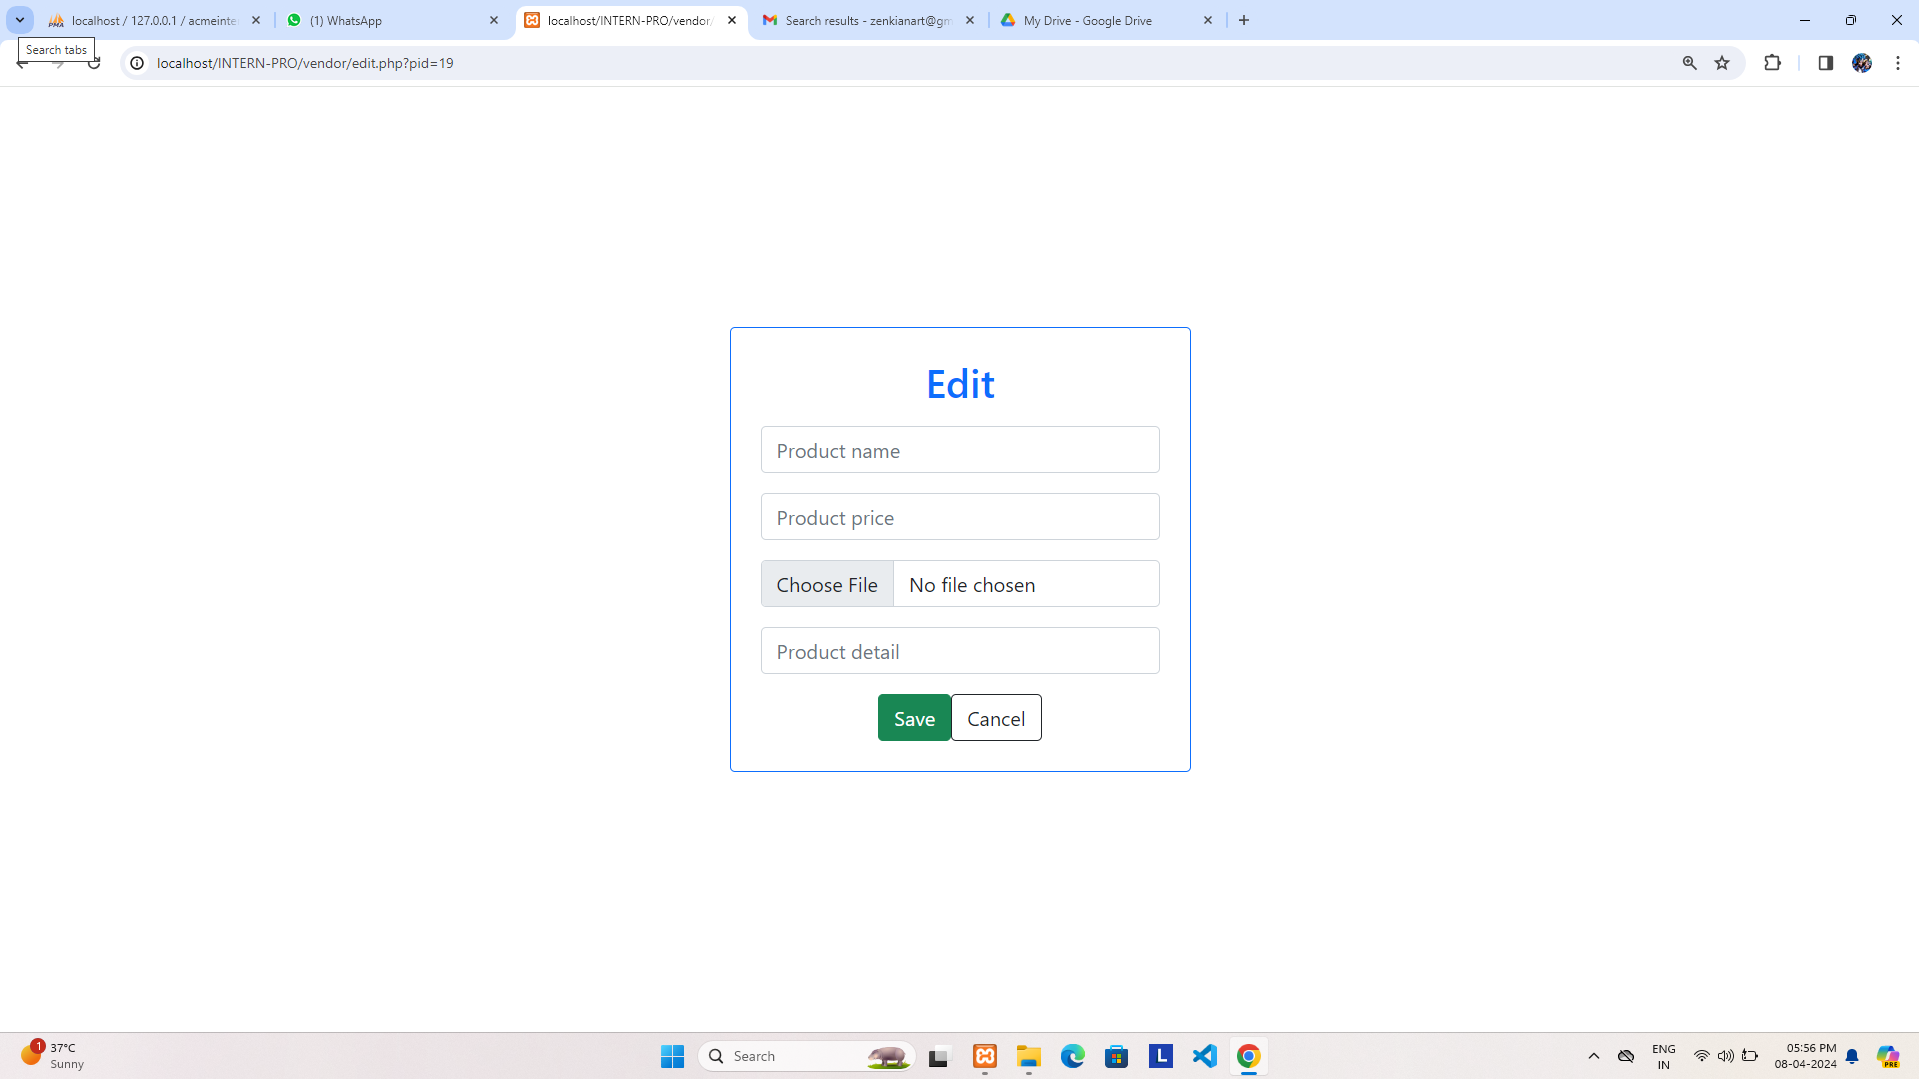 localhost / 127.0.0.1 / acmeinte
(1) WhatsApp
localhost/INTERN-PRO/vendor/
Search results - zenkianart@gm
My Drive - Google Drive
Search tabs
localhost/INTERN-PRO/vendor/edit.php?pid=19
Edit
Product name
Product price
Choose File No file chosen
Product detail
Save Cancel
1
37°C
Sunny
Search
L
ENG
IN
05:56 PM
08-04-2024
PRE